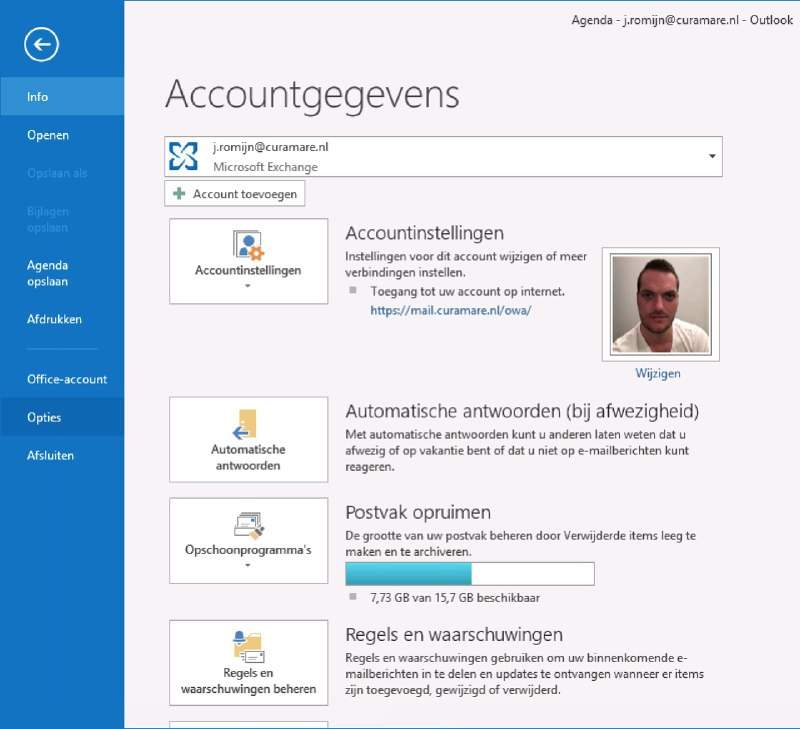 Agenda - j.romijn@curamare.nl - Outlook
Info
Openen
Opslaan als
Bijlagen
opslaan
Agenda
opslaan
Afdrukken
Office-account
Opties
Afsluiten
Accountgegevens
j.romijn@curamare.nl
Microsoft Exchange
Account toevoegen
Accountinstellingen
Accountinstellingen
Instellingen voor dit account wijzigen of meer
verbindingen instellen.
Toegang tot uw account op internet.
https://mail.curamare.nl/owa/
Wijzigen
Automatische
antwoorden
Automatische antwoorden (bij afwezigheid)
Met automatische antwoorden kunt u anderen laten weten dat u
afwezig of op vakantie bent of dat u niet op e-mailberichten kunt
reageren.
Opschoonprogramma's
Postvak opruimen
De grootte van uw postvak beheren door Verwijderde items leeg te
maken en te archiveren.
7,73 GB van 15,7 GB beschikbaar
Regels en
waarschuwingen beheren
Regels en waarschuwingen
Regels en waarschuwingen gebruiken om uw binnenkomende e-
mailberichten in te delen en updates te ontvangen wanneer er items
zijn toegevoegd, gewijzigd of verwijderd.